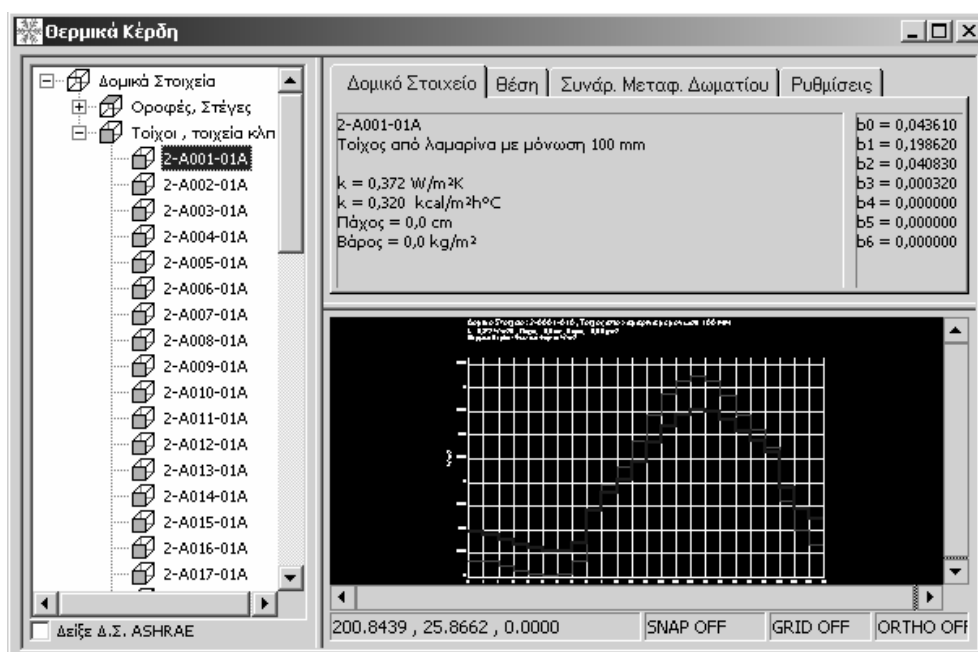 Θερμικά Κέρδη
Δομικά Στοιχεία
Οροφές, Στέγες
Τοίχοι , τοιχεία κλπ
2-A001-01A
2-A002-01A
2-A003-01A
2-A004-01A
2-A005-01A
2-A006-01A
2-A007-01A
2-A008-01A
2-A009-01A
2-A010-01A
2-A011-01A
2-A012-01A
2-A013-01A
2-A014-01A
2-A015-01A
2-A016-01A
2-A017-01A
Δείξε Δ.Σ. ASHRAE
Δομικό Στοιχείο Θέση Συνάρ. Μεταφ. Δωματίου Ρυθμίσεις
2-A001-01A
Τοίχος από λαμαρίνα με μόνωση 100 mm
k = 0,372 W/m²K
k = 0,320 kcal/m²h°C
Πάχος = 0,0 cm
Βάρος = 0,0 kg/m²
b0 = 0,043610
b1 = 0,198620
b2 = 0,040830
b3 = 0,000320
b4 = 0,000000
b5 = 0,000000
b6 = 0,000000
200.8439 , 25.8662 , 0.0000 SNAP OFF GRID OFF ORTHO OFF